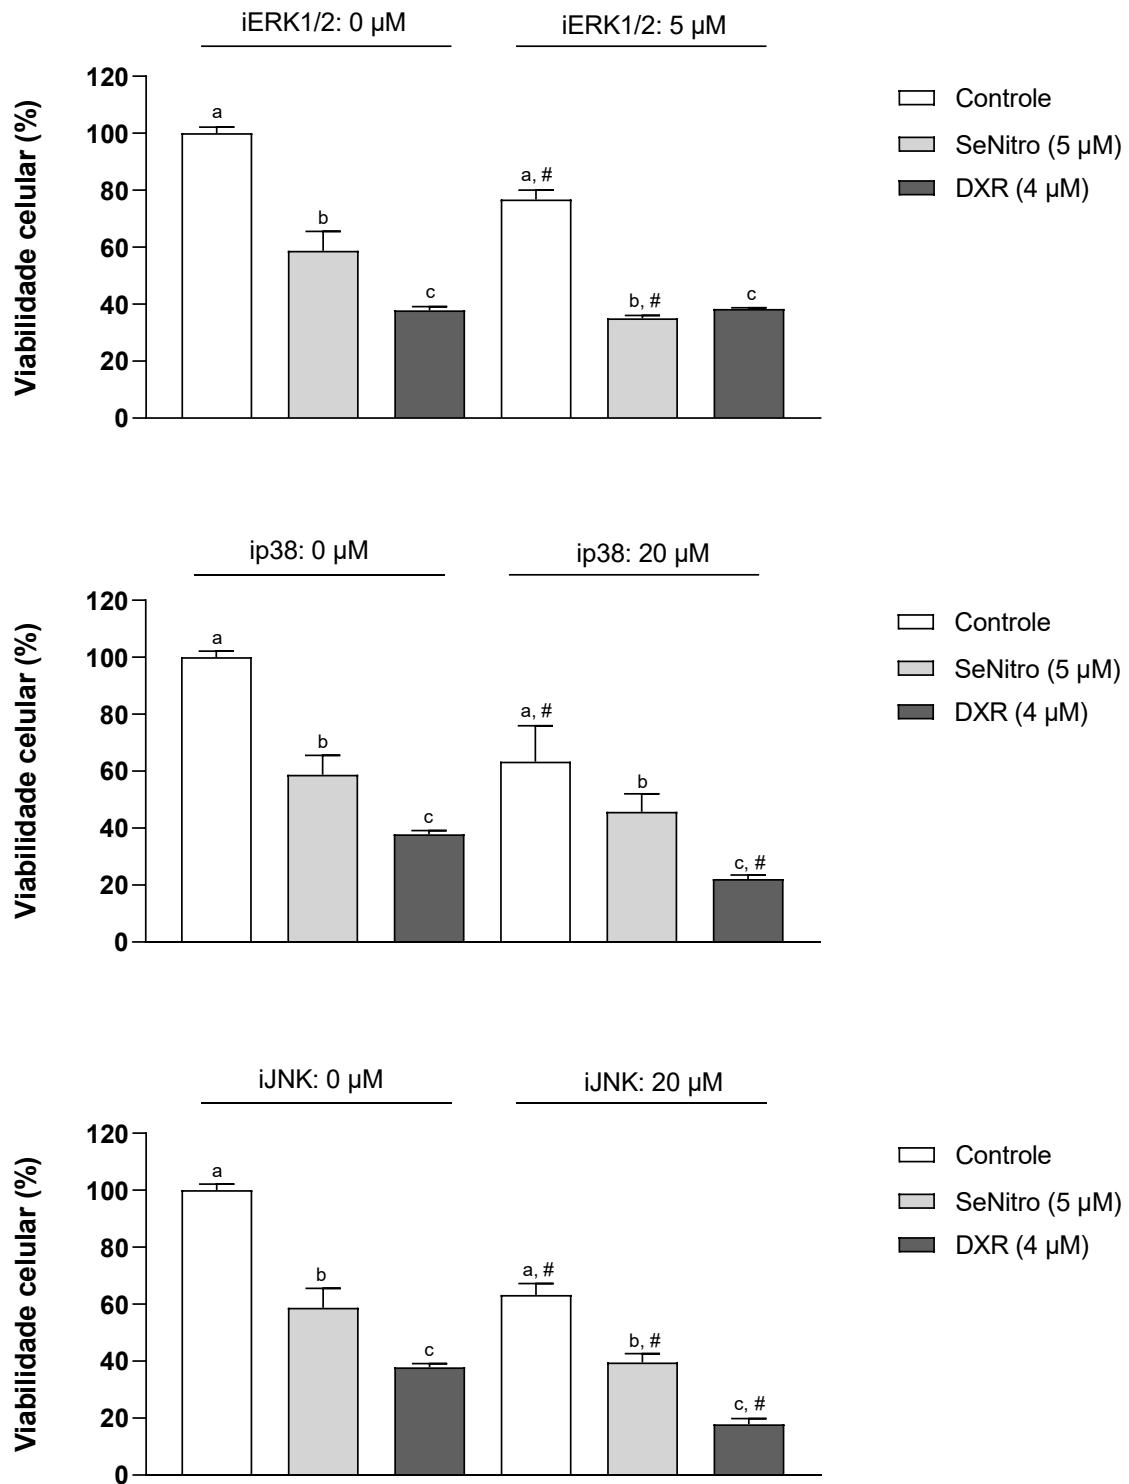 iERK1/2: 0 µM
iERK1/2: 5 µM
Viabilidade celular (%)
120
100
80
60
40
20
0
a
b
c
a, #
b, #
c
Controle
SeNitro (5 µM)
DXR (4 µM)
ip38: 0 µM
ip38: 20 µM
Viabilidade celular (%)
120
100
80
60
40
20
0
a
b
c
a, #
b
c, #
Controle
SeNitro (5 µM)
DXR (4 µM)
iJNK: 0 µM
iJNK: 20 µM
Viabilidade celular (%)
120
100
80
60
40
20
0
a
b
c
a, #
b, #
c, #
Controle
SeNitro (5 µM)
DXR (4 µM)